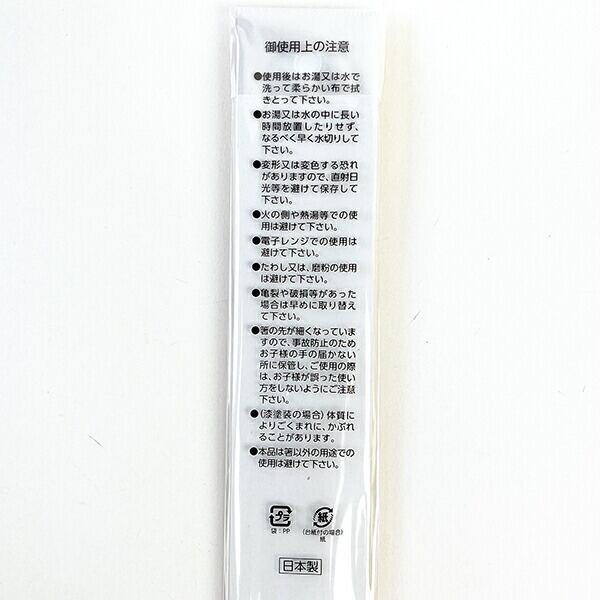 御使用上の注意
●使用後はお湯又は水で
洗って柔らかい布で拭
きとって下さい。
●お湯又は水の中に長い
時間放置したりせず、
なるべく早く水切りして
下さい。
●変形又は変色する恐れ
がありますので、直射日
光等を避けて保存して
下さい。
●火の側や熱湯等での使
用は避けて下さい。
●電子レンジでの使用は
避けて下さい。
●たわし又は、磨粉の使用
は避けて下さい。
●亀裂や破損等があった
場合は早めに取り替え
て下さい。
●箸の先が細くなっていま
すので、事故防止のため
お子様の手の届かない
所に保管し、ご使用の際
は、お子様が誤った使い
方をしないようにご注意
下さい。
●(漆塗装の場合)体質に
よりごくまれに、かぶれ
ることがあります。
●本品は箸以外の用途での
使用は避けて下さい。
プラ
袋:PP
紙
(台紙付の場合)
紙
日本製